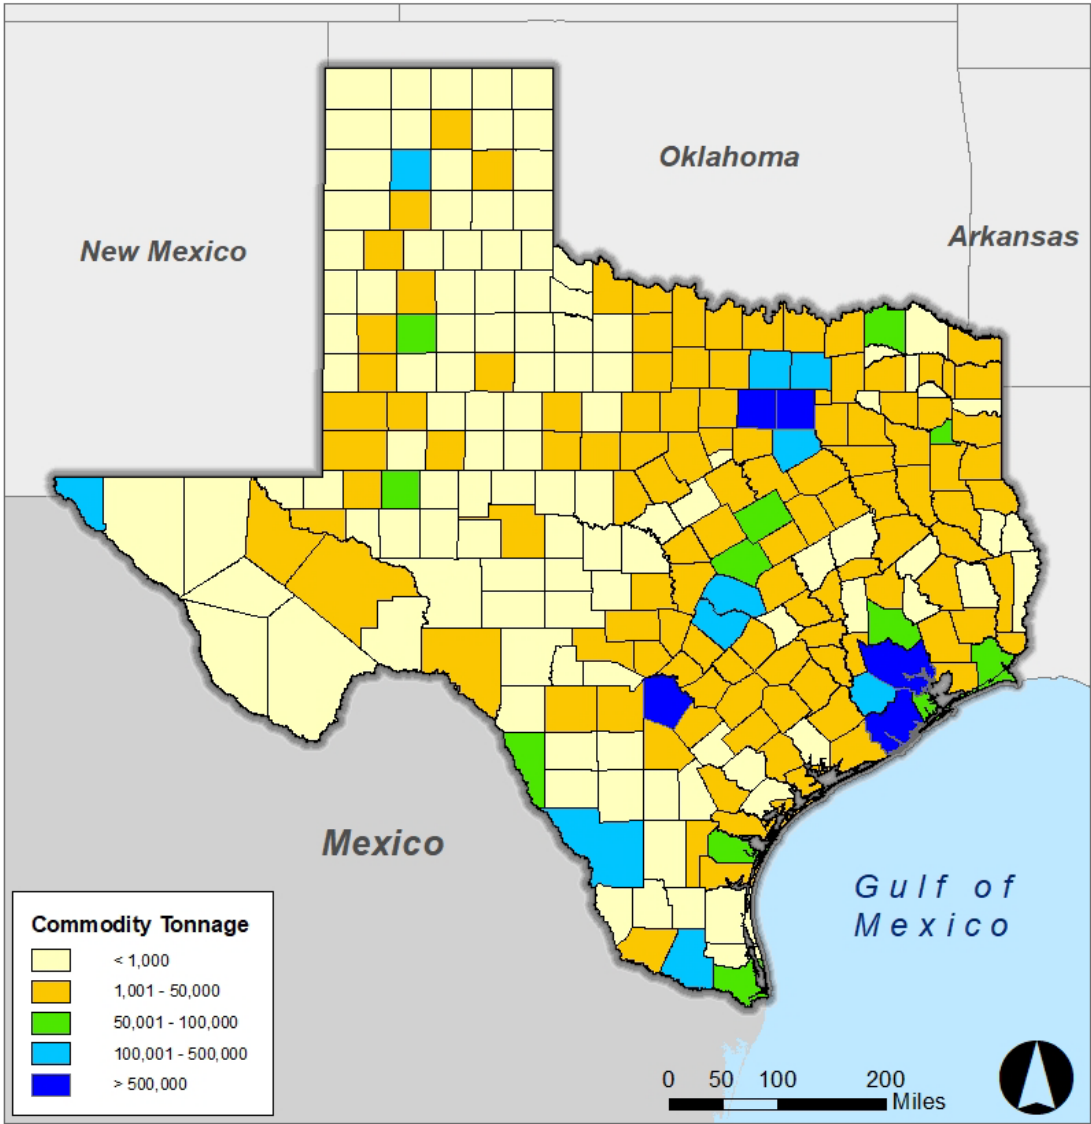 Oklahoma
Arkansas
New Mexico
Mexico
Gulf of
Mexico
Commodity Tonnage
< 1,000
1,001 - 50,000
50,001 - 100,000
100,001 - 500,000
> 500,000
0 50 100 200
Miles